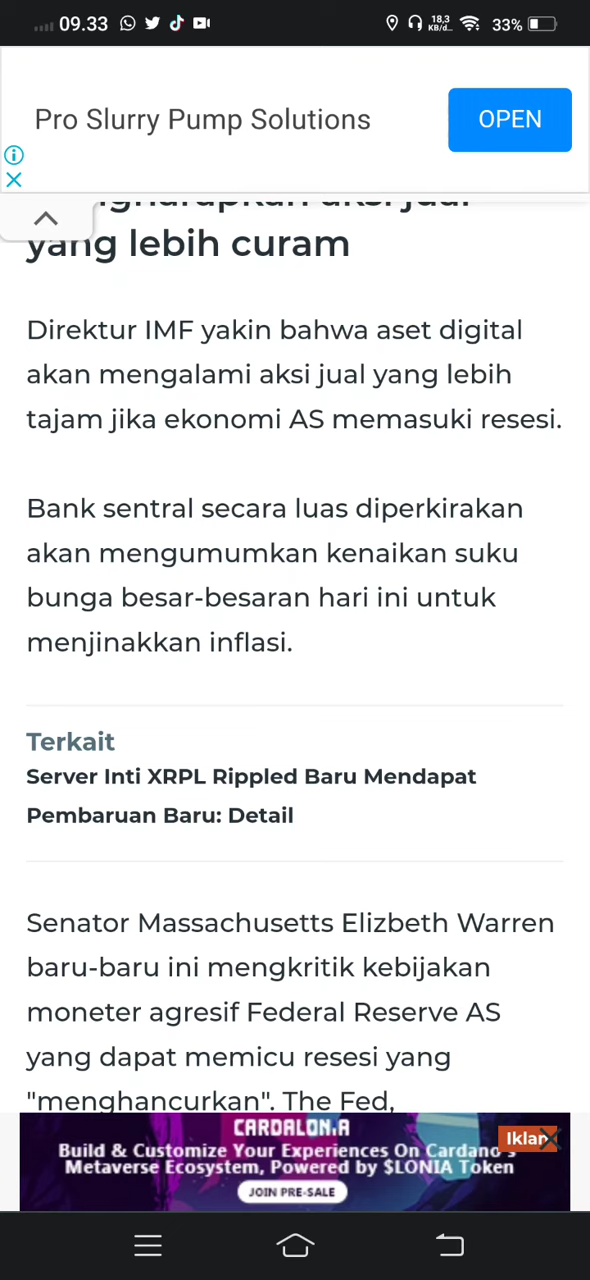 09.33
18,3
KB/d...
33%
Pro Slurry Pump Solutions
OPEN
aksi jual
yang lebih curam
Direktur IMF yakin bahwa aset digital
akan mengalami aksi jual yang lebih
tajam jika ekonomi AS memasuki resesi.
Bank sentral secara luas diperkirakan
akan mengumumkan kenaikan suku
bunga besar-besaran hari ini untuk
menjinakkan inflasi.
Terkait
Server Inti XRPL Rippled Baru Mendapat
Pembaruan Baru: Detail
Senator Massachusetts Elizbeth Warren
baru-baru ini mengkritik kebijakan
moneter agresif Federal Reserve AS
yang dapat memicu resesi yang
"menghancurkan". The Fed,
CARDALON.A
Iklan
Build & Customize Your Experiences On Cardano's
Metaverse Ecosystem, Powered by $LONIA Token
JOIN PRE-SALE